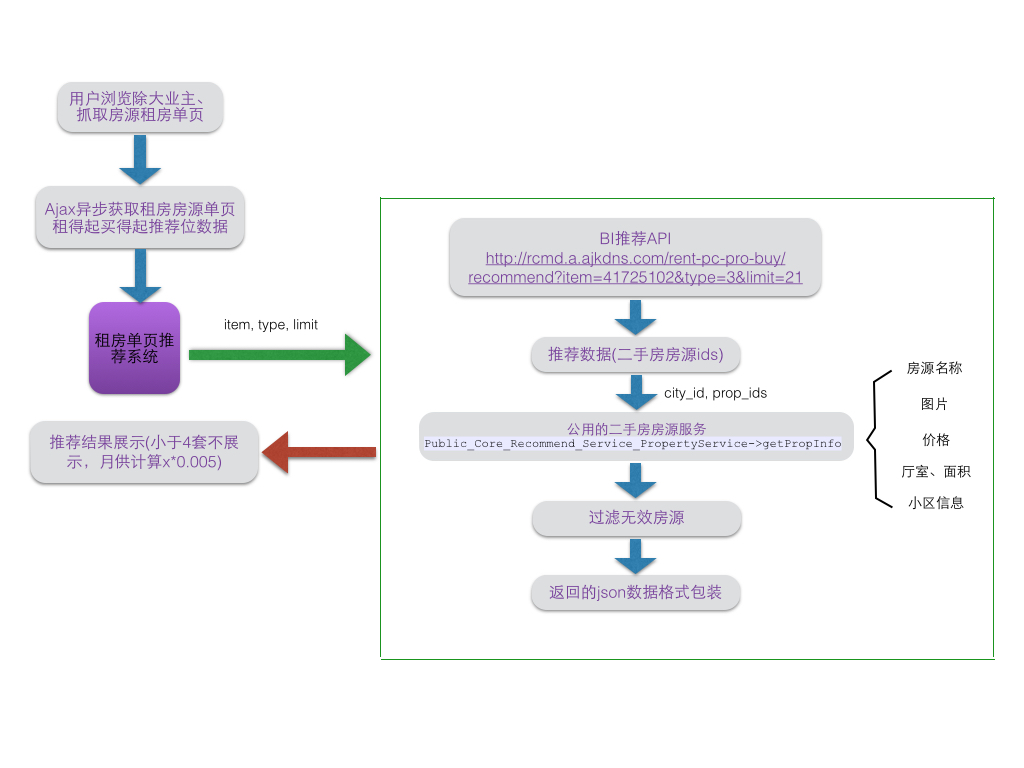 用户浏览除大业主、
抓取房源租房单页
Ajax异步获取租房房源单页
租得起买得起推荐位数据
租房单页推
荐系统
item, type, limit
推荐结果展示(小于4套不展
示，月供计算x*0.005)
BI推荐API
http://rcmd.a.ajkdns.com/rent-pc-pro-buy/
recommend?item=41725102&type=3&limit=21
推荐数据(二手房房源ids)
city_id, prop_ids
公用的二手房房源服务
Public_Core_Recommend_Service_PropertyService->getPropInfo
过滤无效房源
返回的json数据格式包装
房源名称
图片
价格
厅室、面积
小区信息